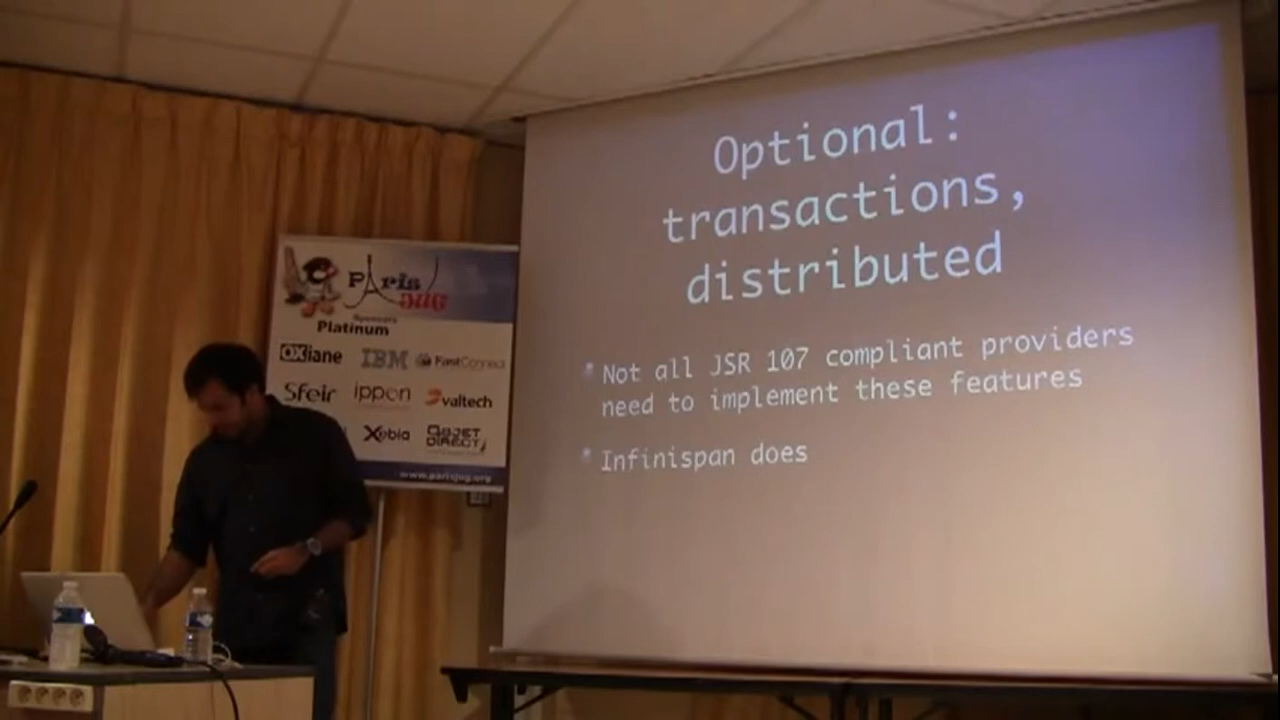 Optional:
transactions,
distributed
Not all JSR 107 compliant providers
need to implement these features
Infinispan does
Paris
JUG
Sponsors
Platinum
OXiane IBM FastConnect
Sfeir ippon valtech
Xebia OBJET
DIRECT
www.parisjug.org